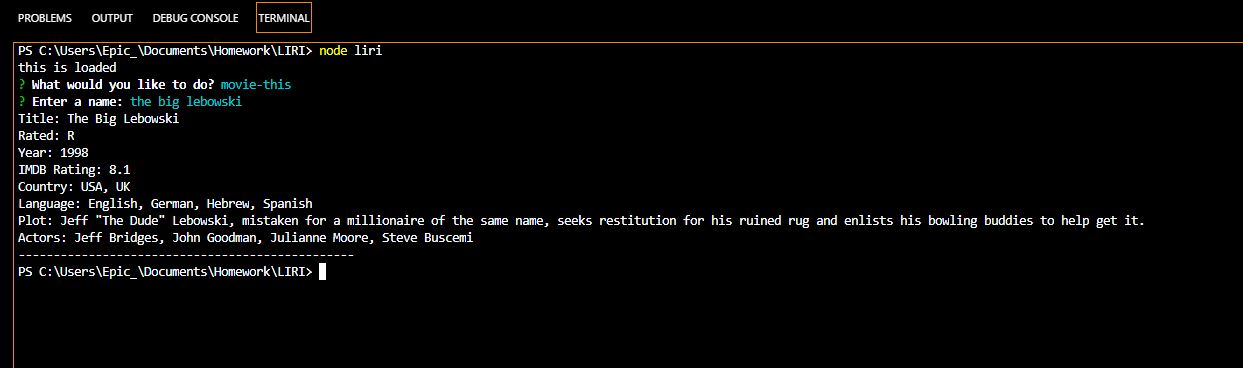 PROBLEMS OUTPUT DEBUG CONSOLE TERMINAL
PS C:\Users\Epic_\Documents\Homework\LIRI> node liri
this is loaded
? What would you like to do? movie-this
? Enter a name: the big lebowski
Title: The Big Lebowski
Rated: R
Year: 1998
IMDB Rating: 8.1
Country: USA, UK
Language: English, German, Hebrew, Spanish
Plot: Jeff "The Dude" Lebowski, mistaken for a millionaire of the same name, seeks restitution for his ruined rug and enlists his bowling buddies to help get it.
Actors: Jeff Bridges, John Goodman, Julianne Moore, Steve Buscemi
------------------------------------------------
PS C:\Users\Epic_\Documents\Homework\LIRI>